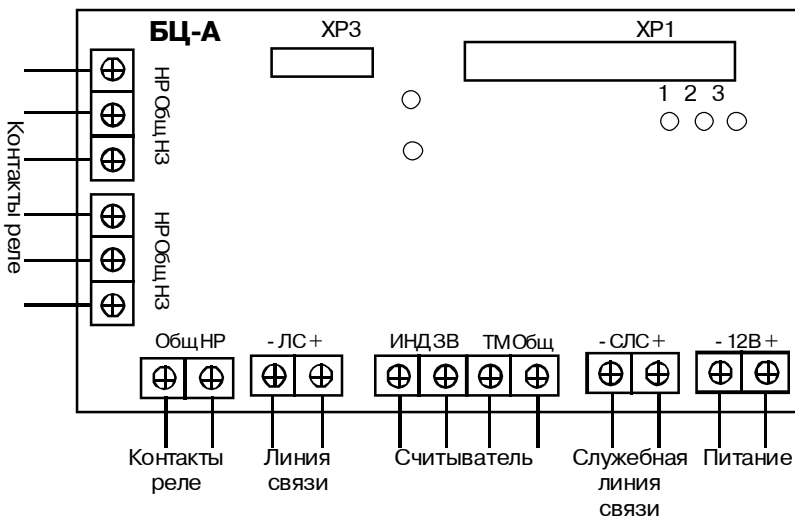 БЦ-А
XP3
XP1
1 2 3
НР Общ НЗ
НР Общ НЗ
Контакты реле
Общ НР
- ЛС +
ИНД ЗВ
ТМ Общ
- СЛС +
- 12В +
Контакты
реле
Линия
связи
Считыватель
Служебная
линия
связи
Питание